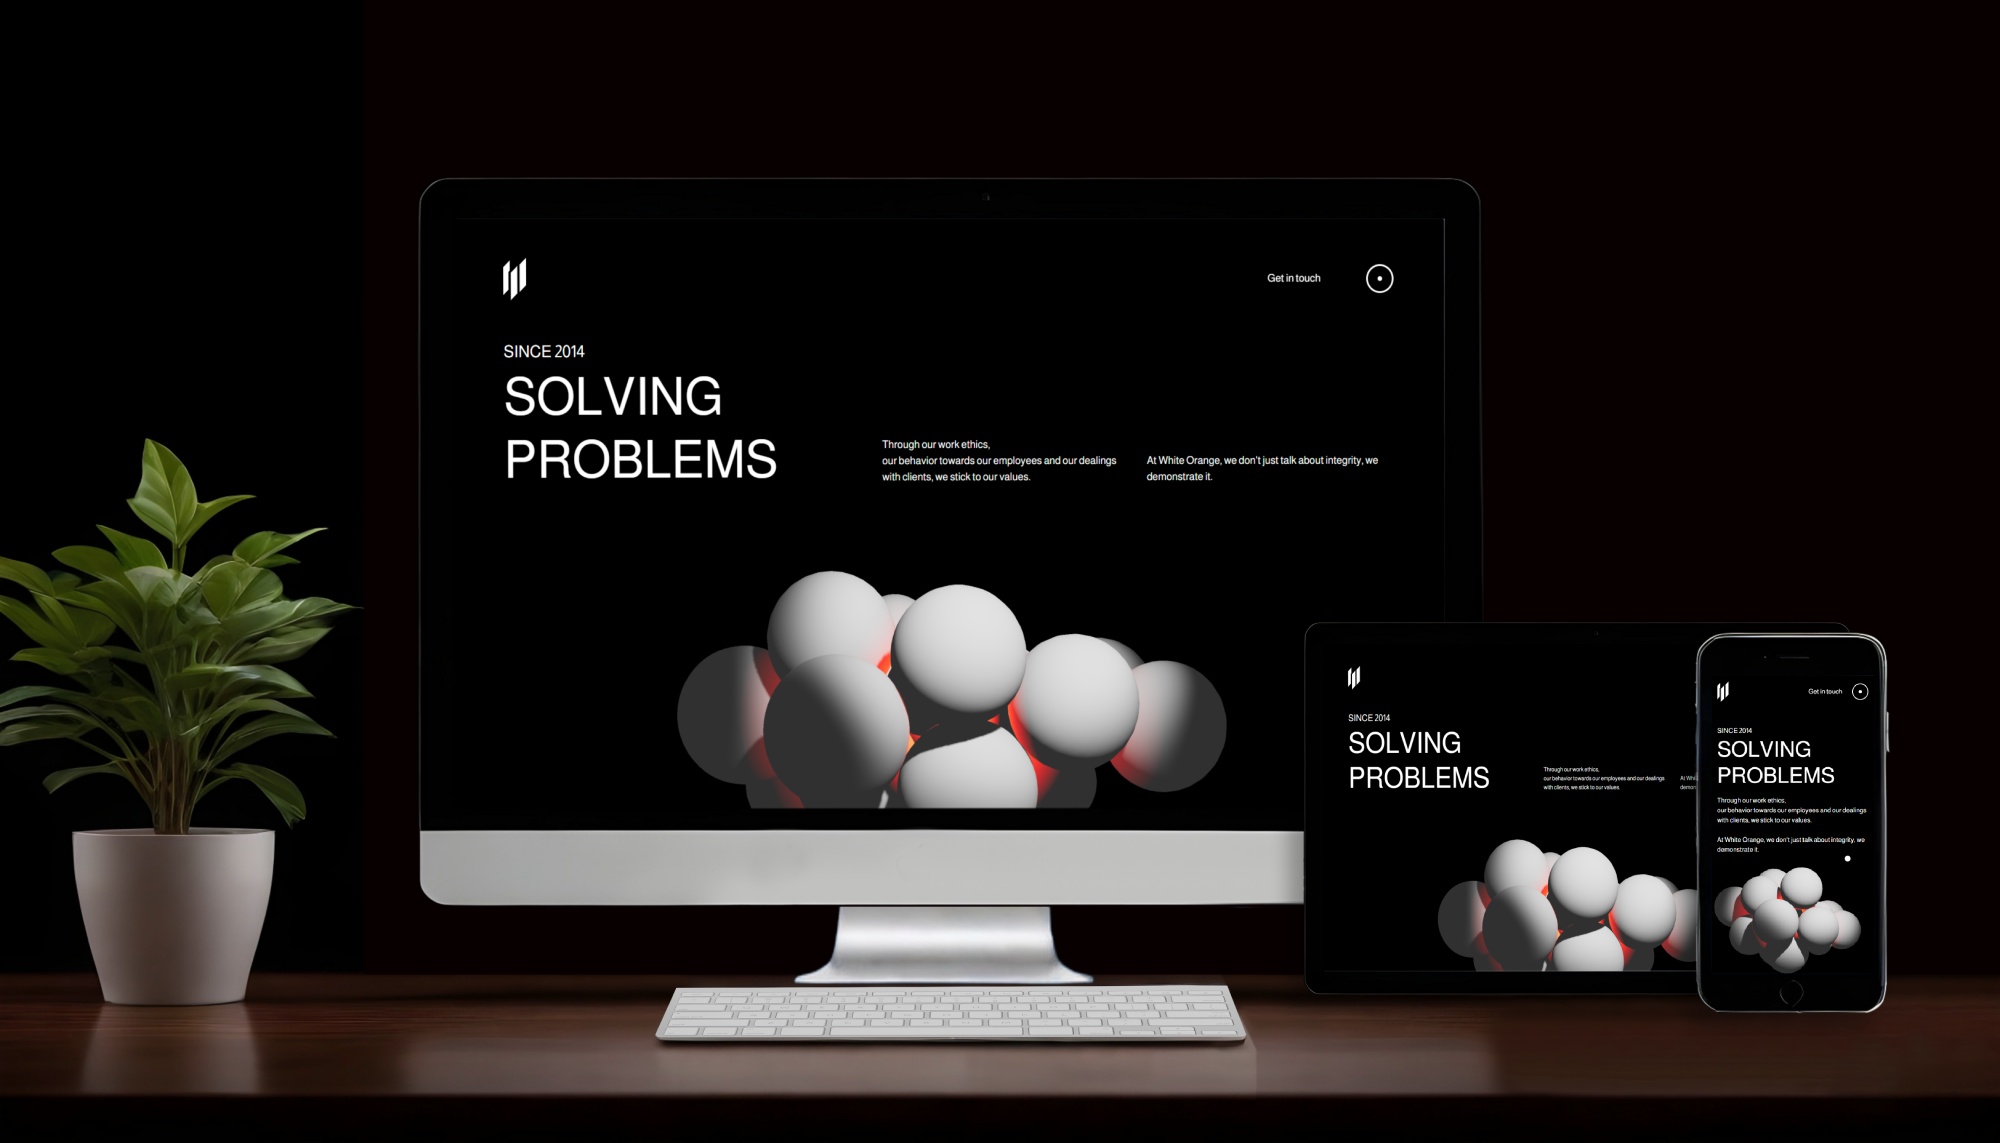 Get in touch
SINCE 2014
SOLVING
PROBLEMS
Through our work ethics,
our behavior towards our employees and our dealings
with clients, we stick to our values.
At White Orange, we don't just talk about integrity, we
demonstrate it.
SINCE 2014
SOLVING
PROBLEMS
Through our work ethics,
our behavior towards our employees and our dealings
with clients, we stick to our values.
At Whi
demon
Get in touch
SINCE 2014
SOLVING
PROBLEMS
Through our work ethics,
our behavior towards our employees and our dealings
with clients, we stick to our values.
At White Orange, we don't just talk about integrity, we
demonstrate it.